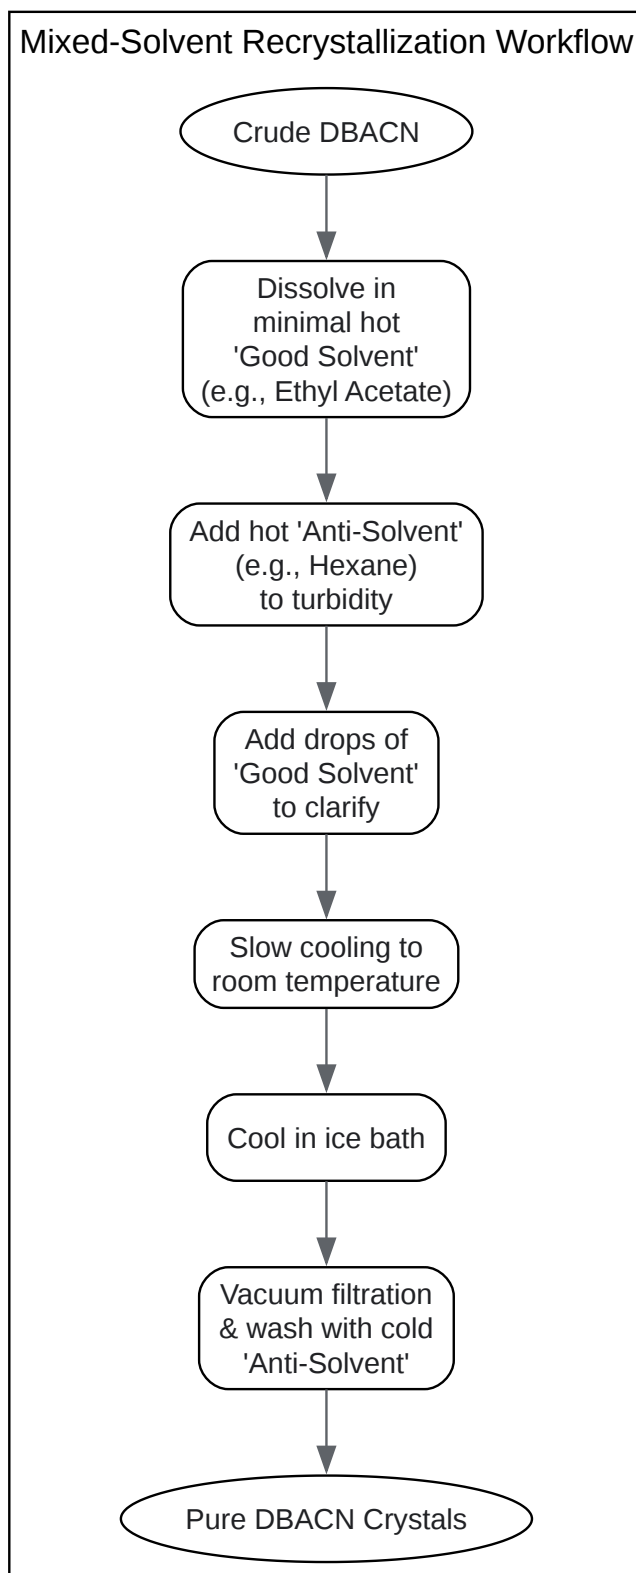 Mixed-Solvent Recrystallization Workflow
Crude DBACN
Dissolve in
minimal hot
'Good Solvent'
(e.g., Ethyl Acetate)
Add hot 'Anti-Solvent'
(e.g., Hexane)
to turbidity
Add drops of
'Good Solvent'
to clarify
Slow cooling to
room temperature
Cool in ice bath
Vacuum filtration
& wash with cold
'Anti-Solvent'
Pure DBACN Crystals